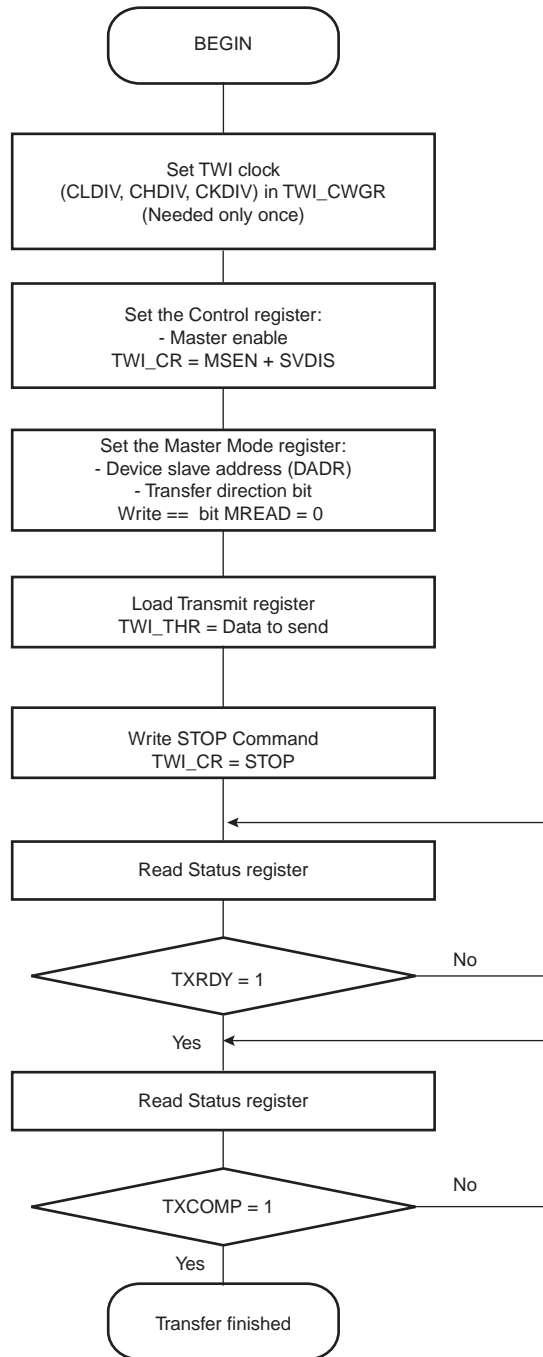 BEGIN
Set TWI clock
(CLDIV, CHDIV, CKDIV) in TWI_CWGR
(Needed only once)
Set the Control register:
- Master enable
TWI_CR = MSEN + SVDIS
Set the Master Mode register:
- Device slave address (DADR)
- Transfer direction bit
Write == bit MREAD = 0
Load Transmit register
TWI_THR = Data to send
Write STOP Command
TWI_CR = STOP
Read Status register
TXRDY = 1
No
Yes
Read Status register
TXCOMP = 1
No
Yes
Transfer finished